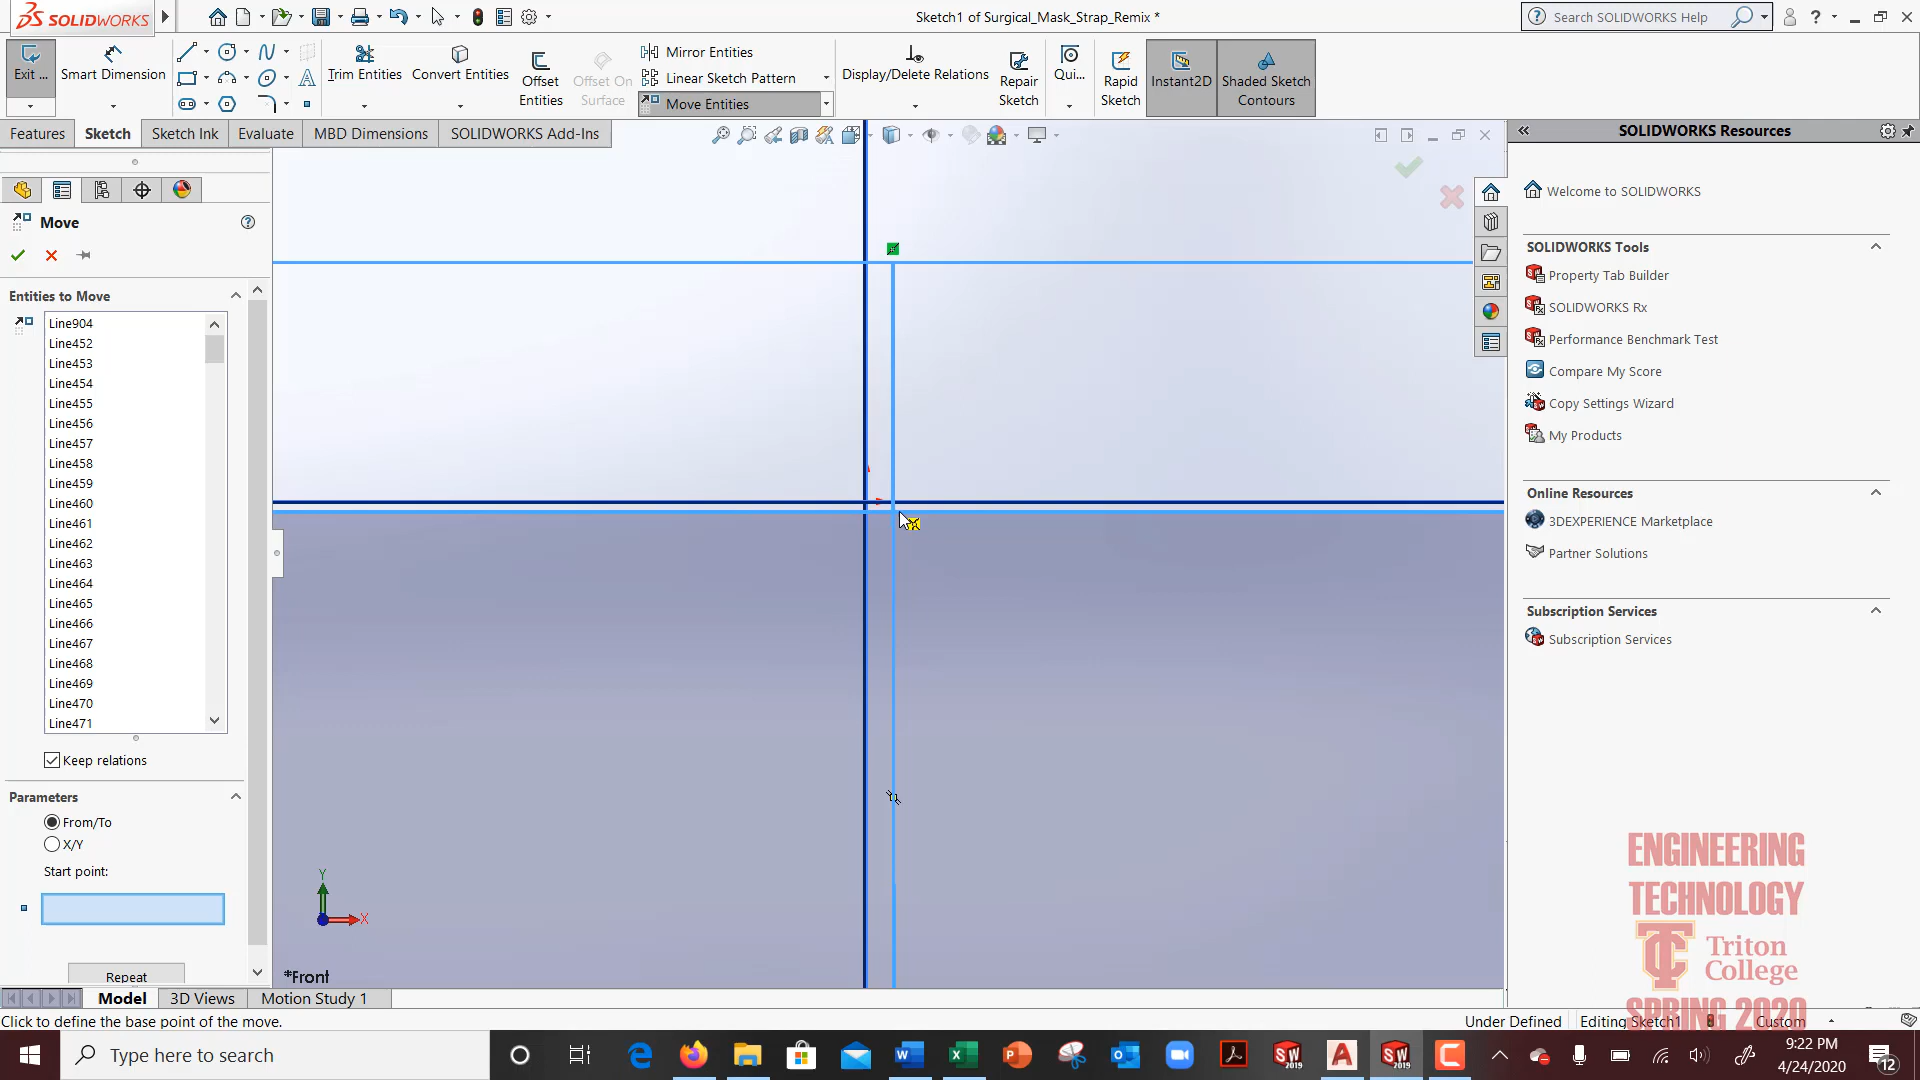 SOLIDWORKS
Sketch1 of Surgical_Mask_Strap_Remix *
Search SOLIDWORKS Help
Exit ...
Smart Dimension
Trim Entities
Convert Entities
Offset Entities
Offset On Surface
Mirror Entities
Linear Sketch Pattern
Move Entities
Display/Delete Relations
Repair Sketch
Qui...
Rapid Sketch
Instant2D
Shaded Sketch Contours
Features
Sketch
Sketch Ink
Evaluate
MBD Dimensions
SOLIDWORKS Add-Ins
Move
Entities to Move
Line904
Line452
Line453
Line454
Line455
Line456
Line457
Line458
Line459
Line460
Line461
Line462
Line463
Line464
Line465
Line466
Line467
Line468
Line469
Line470
Line471
Keep relations
Parameters
From/To
X/Y
Start point:
Repeat
Y
X
*Front
SOLIDWORKS Resources
Welcome to SOLIDWORKS
SOLIDWORKS Tools
Property Tab Builder
SOLIDWORKS Rx
Performance Benchmark Test
Compare My Score
Copy Settings Wizard
My Products
Online Resources
3DEXPERIENCE Marketplace
Partner Solutions
Subscription Services
Subscription Services
ENGINEERING
TECHNOLOGY
Triton
College
SPRING 2020
Model
3D Views
Motion Study 1
Click to define the base point of the move.
Under Defined
Editing Sketch1
Custom
Type here to search
9:22 PM
4/24/2020
12